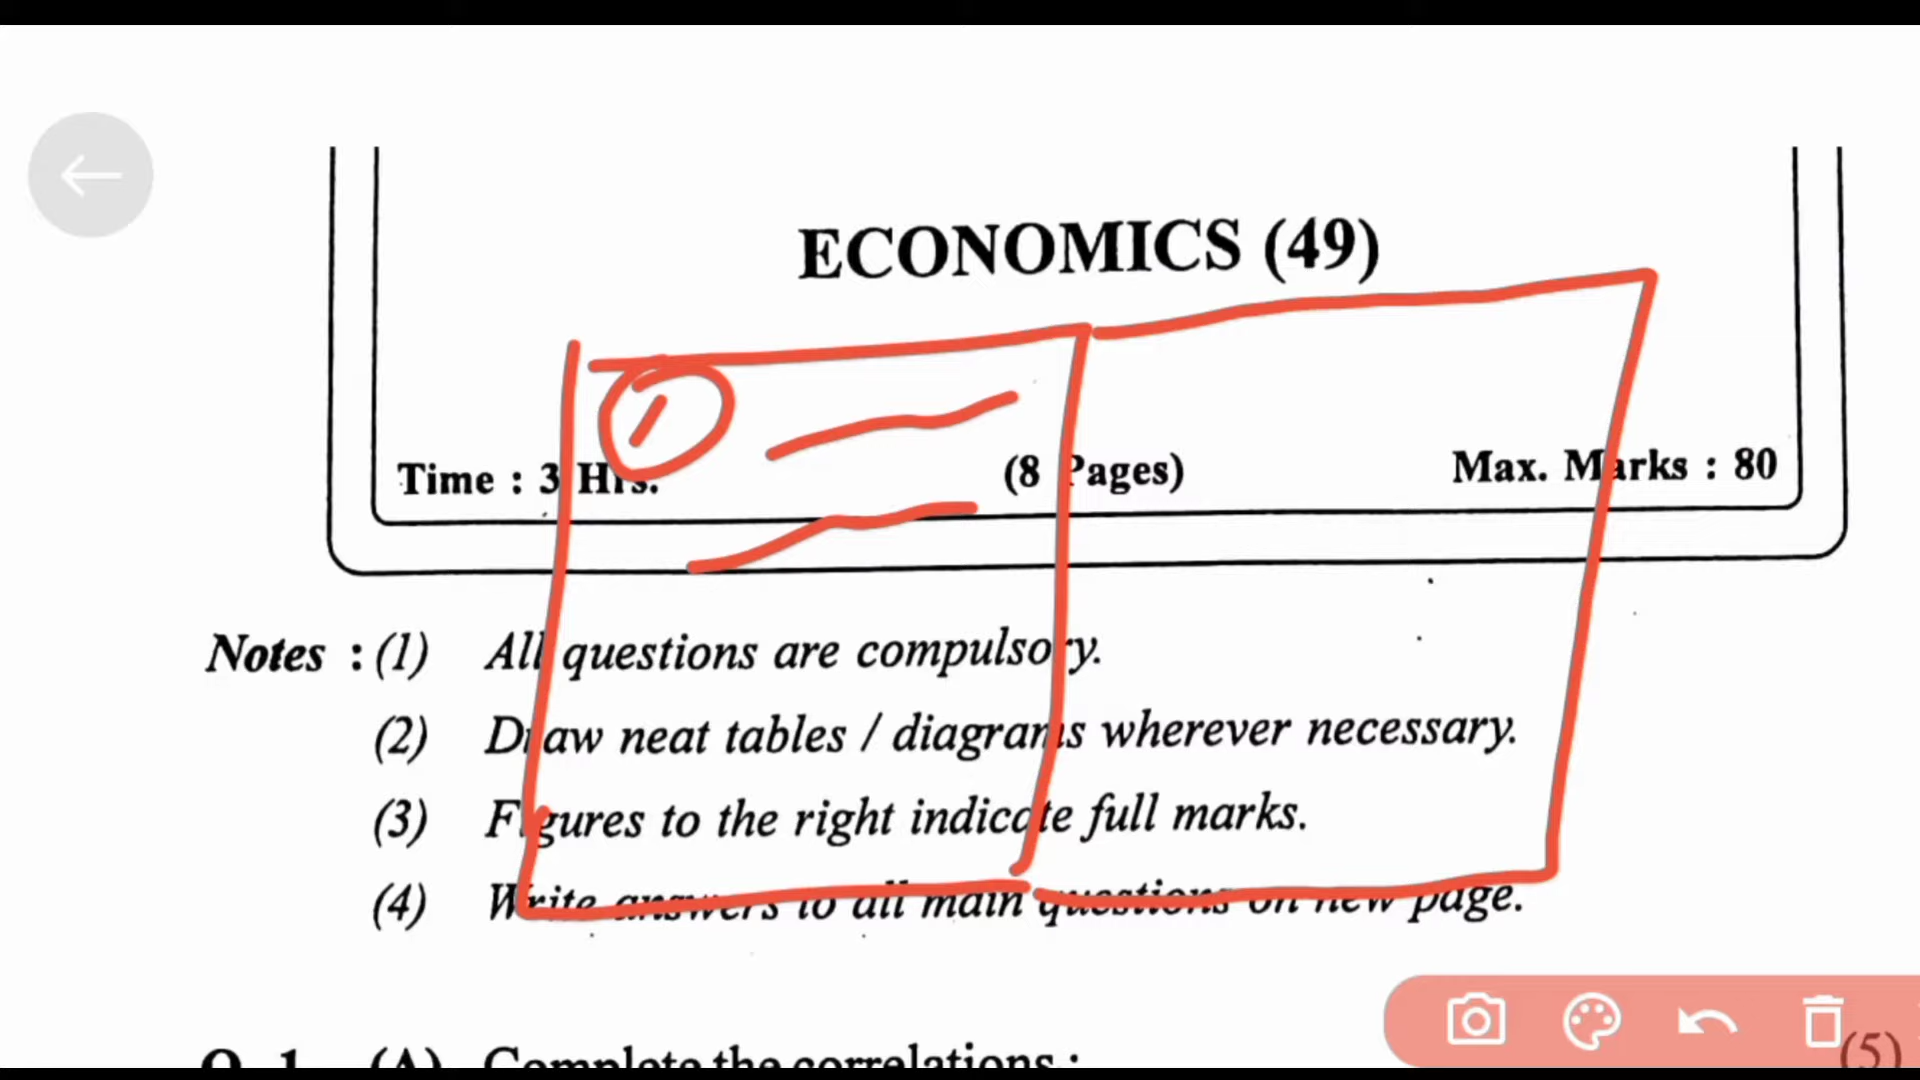 ECONOMICS (49)
Time : 3 Hrs. (8 Pages) Max. Marks : 80
Notes : (1) All questions are compulsory.
(2) Draw neat tables / diagrams wherever necessary.
(3) Figures to the right indicate full marks.
(4) Write answers to all main questions on new page.
Q. 1. (A) Complete the correlations : (5)